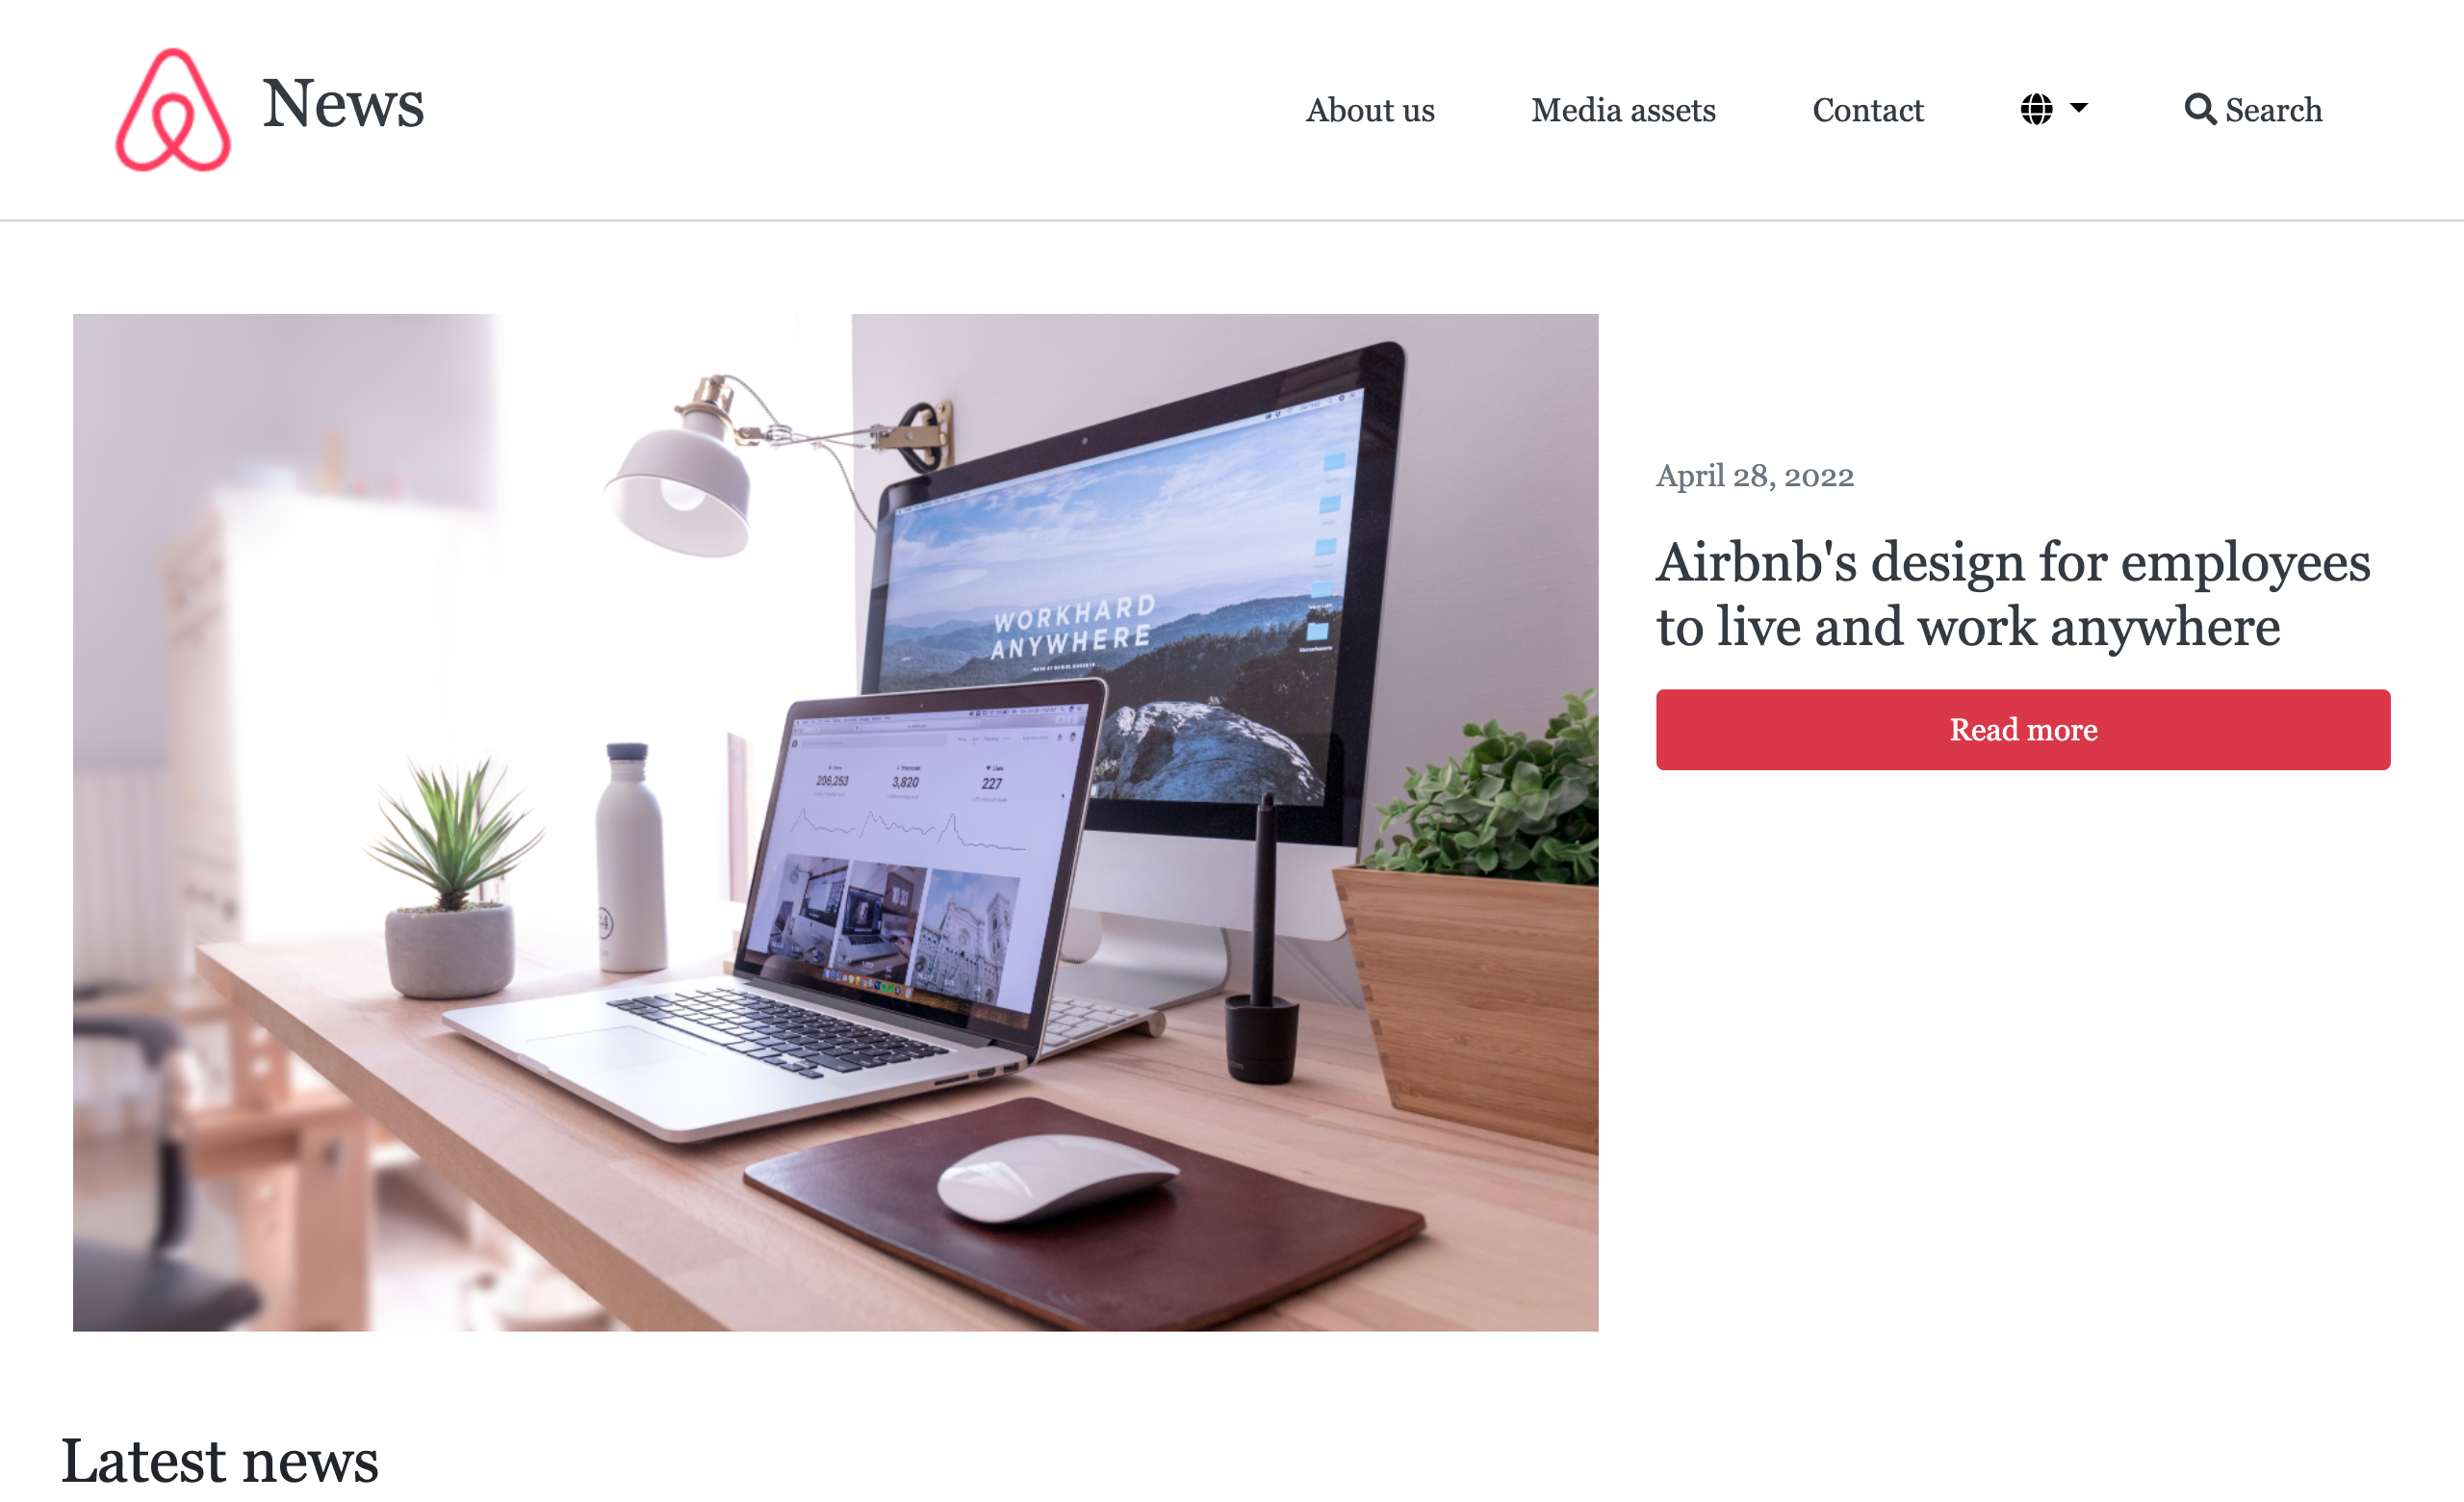 News
About us
Media assets
Contact
Search
WORKHARD
ANYWHERE
206,253
3,820
227
April 28, 2022
Airbnb's design for employees
to live and work anywhere
Read more
Latest news